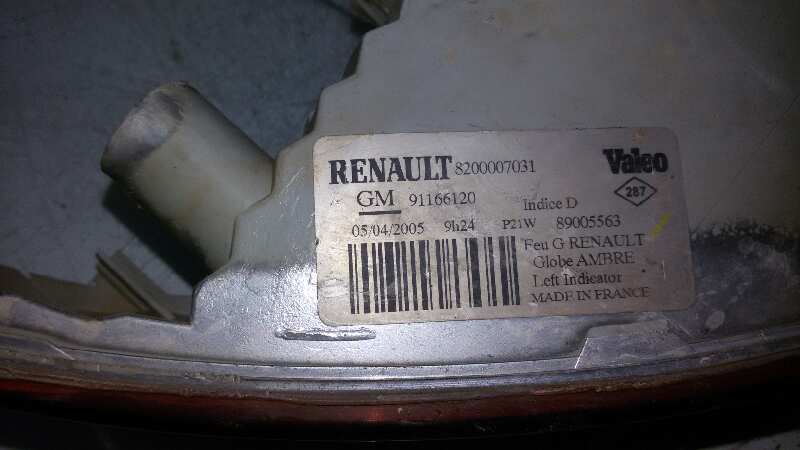 RENAULT 8200007031 Valeo
GM 91166120 Indice D 287
05/04/2005 9h24 P21W 89005563
Feu G RENAULT
Globe AMBRE
Left Indicator
MADE IN FRANCE